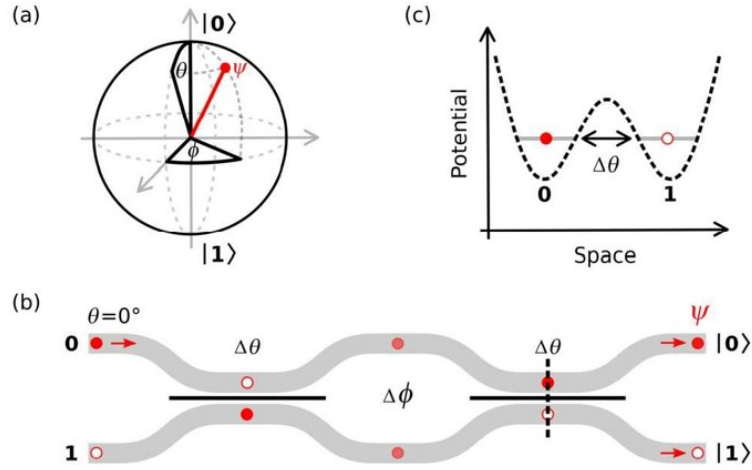 (a)
|0⟩
θ
ψ
ϕ
|1⟩
(c)
Potential
Δθ
0
1
Space
(b)
θ=0°
ψ
0
Δθ
Δθ
|0⟩
Δϕ
1
|1⟩